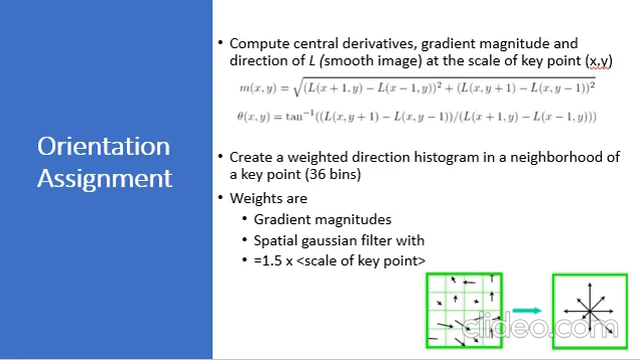 Orientation
Assignment
• Compute central derivatives, gradient magnitude and
direction of L (smooth image) at the scale of key point (x,y)
m(x, y) = √(L(x + 1, y) − L(x − 1, y))² + (L(x, y + 1) − L(x, y − 1))²
θ(x, y) = tan⁻¹((L(x, y + 1) − L(x, y − 1))/(L(x + 1, y) − L(x − 1, y)))
• Create a weighted direction histogram in a neighborhood of
a key point (36 bins)
• Weights are
• Gradient magnitudes
• Spatial gaussian filter with
• =1.5 x <scale of key point>
clideo.com